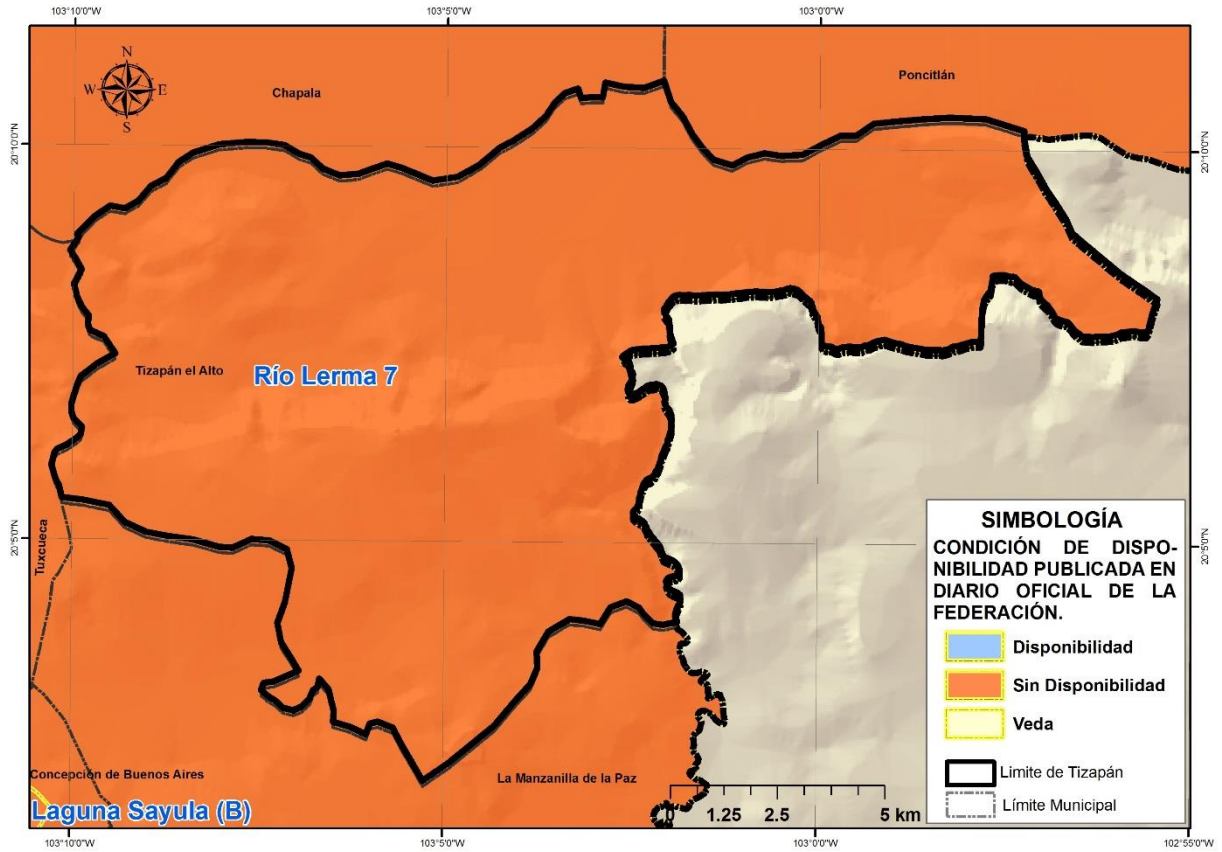 103°10'0"W
103°5'0"W
103°0'0"W
N
W
E
S
Chapala
Poncitlán
20°10'0"N
20°10'0"N
Tizapán el Alto
Río Lerma 7
Tuxcueca
20°5'0"N
20°5'0"N
SIMBOLOGÍA
CONDICIÓN DE DISPO-
NIBILIDAD PUBLICADA EN
DIARIO OFICIAL DE LA
FEDERACIÓN.
Disponibilidad
Sin Disponibilidad
Veda
Limite de Tizapán
Límite Municipal
Concepción de Buenos Aires
La Manzanilla de la Paz
Laguna Sayula (B)
0 1.25 2.5 5 km
103°10'0"W
103°5'0"W
103°0'0"W
102°55'0"W